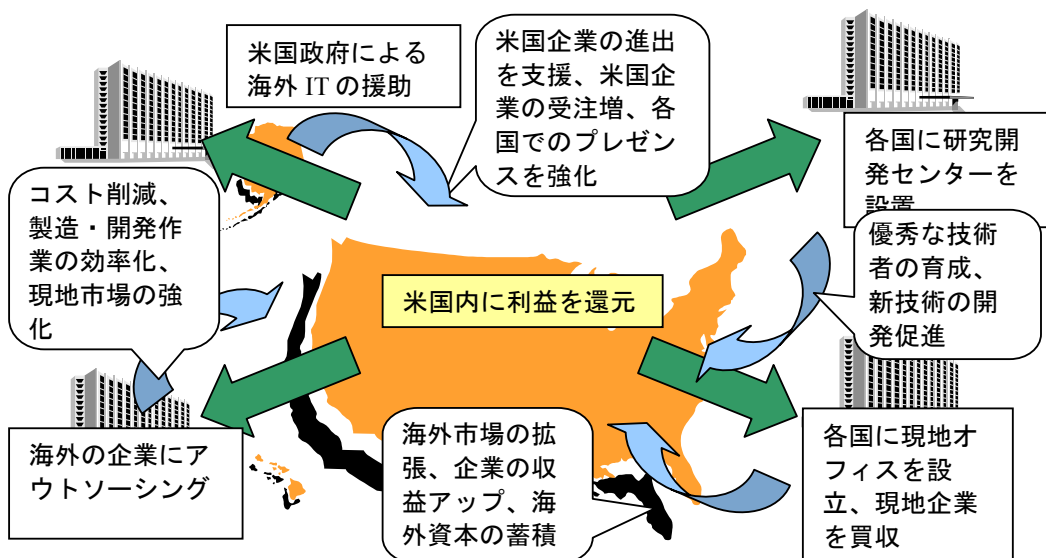 米国政府による
海外 IT の援助
米国企業の進出
を支援、米国企
業の受注増、各
国でのプレゼン
スを強化
各国に研究開
発センターを
設置
コスト削減、
製造・開発作
業の効率化、
現地市場の強
化
優秀な技術
者の育成、
新技術の開
発促進
米国内に利益を還元
海外の企業にア
ウトソーシング
海外市場の拡
張、企業の収
益アップ、海
外資本の蓄積
各国に現地オ
フィスを設
立、現地企業
を買収